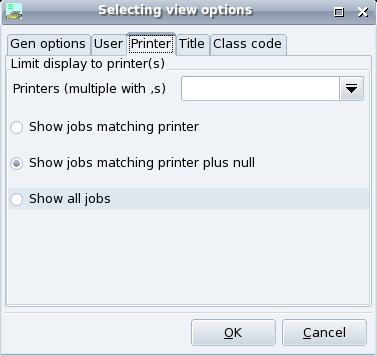 Selecting view options
Gen options User Printer Title Class code
Limit display to printer(s)
Printers (multiple with ,s)
Show jobs matching printer
Show jobs matching printer plus null
Show all jobs
OK Cancel